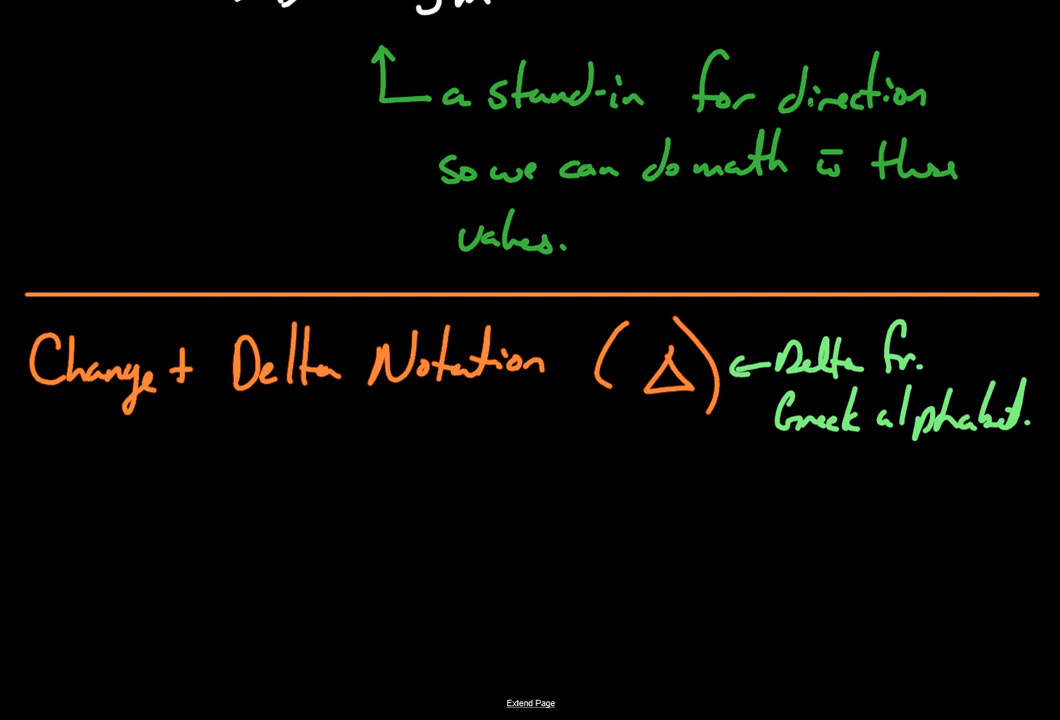 a stand-in for direction
so we can do math w̄ these
values.
Change + Delta Notation (Δ) ← Delta fr.
Greek alphabet.
Extend Page